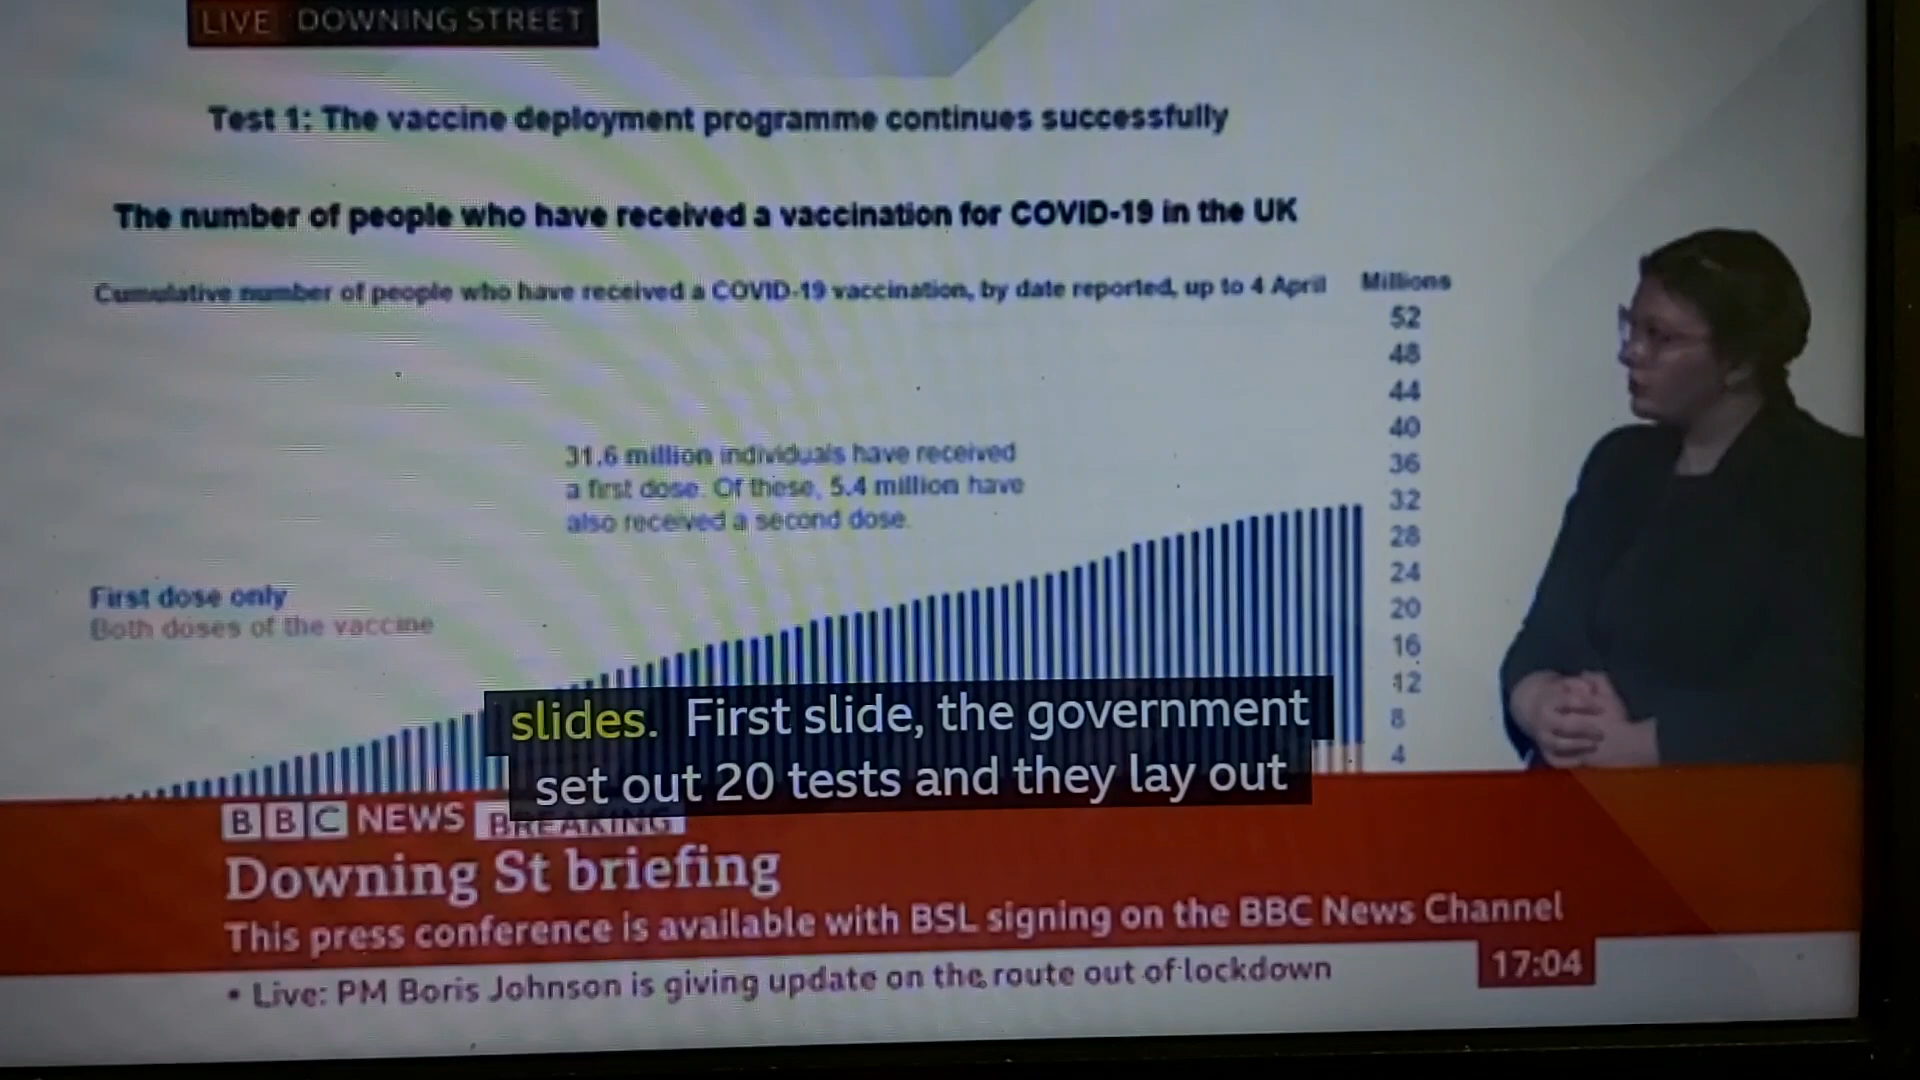 LIVE DOWNING STREET
Test 1: The vaccine deployment programme continues successfully
The number of people who have received a vaccination for COVID-19 in the UK
Cumulative number of people who have received a COVID-19 vaccination, by date reported, up to 4 April
Millions
52
48
44
40
36
32
28
24
20
16
12
8
4
31.6 million individuals have received
a first dose. Of these, 5.4 million have
also received a second dose.
First dose only
Both doses of the vaccine
slides. First slide, the government
set out 20 tests and they lay out
BBC NEWS BREAKING
Downing St briefing
This press conference is available with BSL signing on the BBC News Channel
17:04
• Live: PM Boris Johnson is giving update on the route out of lockdown